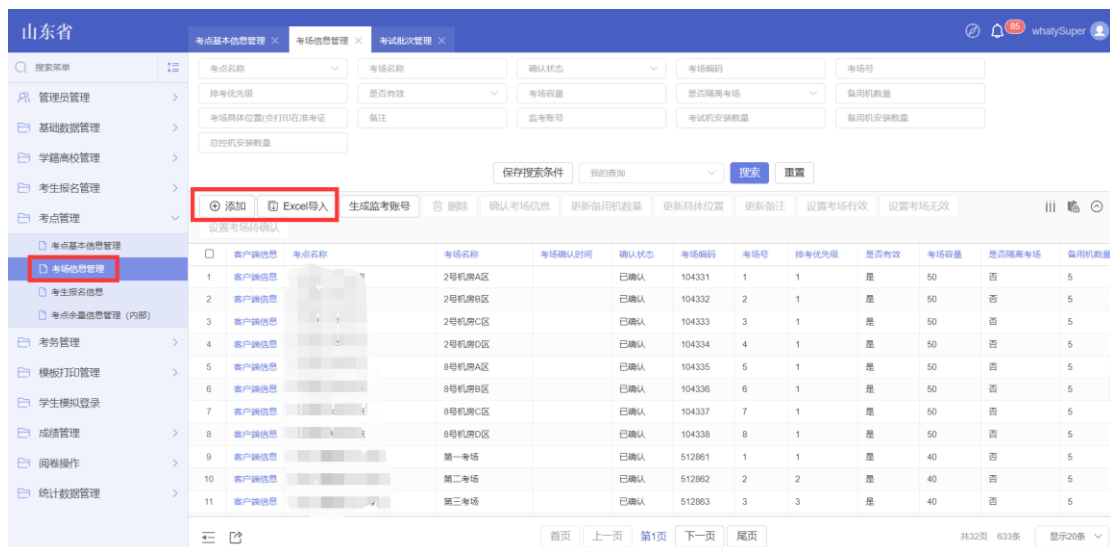 山东省
考点基本信息管理 × 考场信息管理 × 考试批次管理 × 85 whatySuper
搜索菜单
管理员管理
基础数据管理
学籍高校管理
考生报名管理
考点管理
考点基本信息管理
考场信息管理
考生报名信息
考点余量信息管理（内部）
考务管理
模板打印管理
学生模拟登录
成绩管理
阅卷操作
统计数据管理
考点名称 考场名称 确认状态 考场编码 考场号
排考优先级 是否有效 考场容量 是否隔离考场 备用机数量
考场具体位置(会打印在准考证 备注 监考账号 考试机安装数量 备用机安装数量
总控机安装数量
保存搜索条件 我的查询 搜索 重置
添加 Excel导入 生成监考账号 删除 确认考场信息 更新备用机数量 更新具体位置 更新备注 设置考场有效 设置考场无效
设置考场待确认
客户端信息 考点名称 考场名称 考场确认时间 确认状态 考场编码 考场号 排考优先级 是否有效 考场容量 是否隔离考场 备用机数量
1 客户端信息 2号机房A区 已确认 104331 1 1 是 50 否 5
2 客户端信息 2号机房B区 已确认 104332 2 1 是 50 否 5
3 客户端信息 2号机房C区 已确认 104333 3 1 是 50 否 5
4 客户端信息 2号机房D区 已确认 104334 4 1 是 50 否 5
5 客户端信息 8号机房A区 已确认 104335 5 1 是 50 否 5
6 客户端信息 8号机房B区 已确认 104336 6 1 是 50 否 5
7 客户端信息 8号机房C区 已确认 104337 7 1 是 50 否 5
8 客户端信息 8号机房D区 已确认 104338 8 1 是 50 否 5
9 客户端信息 第一考场 已确认 512861 1 1 是 40 否 5
10 客户端信息 第二考场 已确认 512862 2 2 是 40 否 5
11 客户端信息 第三考场 已确认 512863 3 3 是 40 否 5
首页 上一页 第1页 下一页 尾页 共32页 633条 显示20条